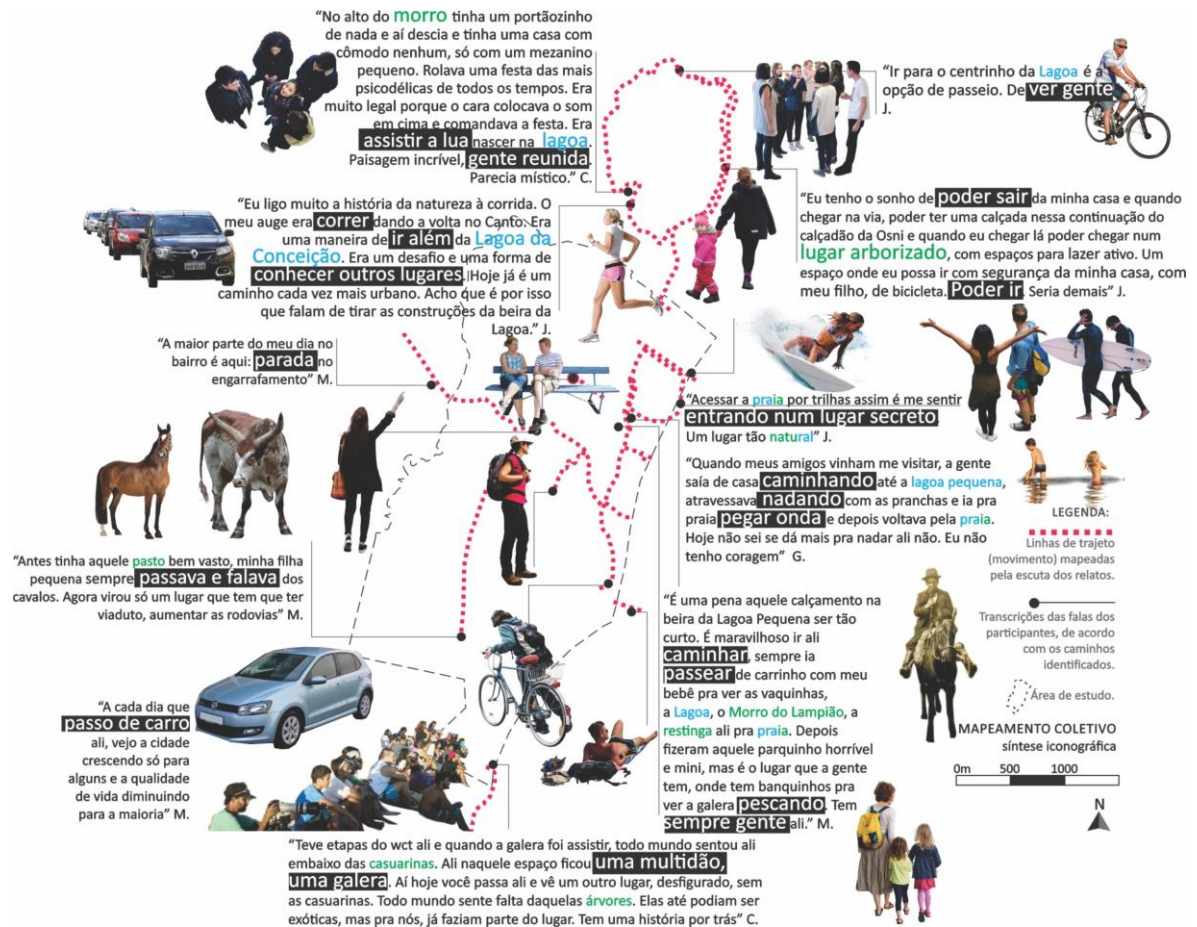 “No alto do morro tinha um portãozinho
de nada e aí descia e tinha uma casa com
cômodo nenhum, só com um mezanino
pequeno. Rolava uma festa das mais
psicodélicas de todos os tempos. Era
muito legal porque o cara colocava o som
em cima e comandava a festa. Era
assistir a lua nascer na lagoa.
Paisagem incrível, gente reunida.
Parecia místico.” C.
“Ir para o centrinho da Lagoa é a
opção de passeio. De ver gente
J.
“Eu ligo muito a história da natureza à corrida. O
meu auge era correr dando a volta no Canto. Era
uma maneira de ir além da Lagoa da
Conceição. Era um desafio e uma forma de
conhecer outros lugares. Hoje já é um
caminho cada vez mais urbano. Acho que é por isso
que falam de tirar as construções da beira da
Lagoa.” J.
“Eu tenho o sonho de poder sair da minha casa e quando
chegar na via, poder ter uma calçada nessa continuação do
calçadão da Osni e quando eu chegar lá poder chegar num
lugar arborizado, com espaços para lazer ativo. Um
espaço onde eu possa ir com segurança da minha casa, com
meu filho, de bicicleta. Poder ir. Seria demais” J.
“A maior parte do meu dia no
bairro é aqui: parada no
engarrafamento” M.
“Acessar a praia por trilhas assim é me sentir
entrando num lugar secreto
Um lugar tão natural” J.
“Quando meus amigos vinham me visitar, a gente
saía de casa caminhando até a lagoa pequena,
atravessava nadando com as pranchas e ia pra
praia pegar onda e depois voltava pela praia.
Hoje não sei se dá mais pra nadar ali não. Eu não
tenho coragem” G.
“Antes tinha aquele pasto bem vasto, minha filha
pequena sempre passava e falava dos
cavalos. Agora virou só um lugar que tem que ter
viaduto, aumentar as rodovias” M.
“É uma pena aquele calçamento na
beira da Lagoa Pequena ser tão
curto. É maravilhoso ir ali
caminhar, sempre ia
passear de carrinho com meu
bebê pra ver as vaquinhas,
a Lagoa, o Morro do Lampião, a
restinga ali pra praia. Depois
fizeram aquele parquinho horrível
e mini, mas é o lugar que a gente
tem, onde tem banquinhos pra
ver a galera pescando. Tem
sempre gente ali.” M.
“A cada dia que
passo de carro
ali, vejo a cidade
crescendo só para
alguns e a qualidade
de vida diminuindo
para a maioria” M.
“Teve etapas do wct ali e quando a galera foi assistir, todo mundo sentou ali
embaixo das casuarinas. Ali naquele espaço ficou uma multidão,
uma galera. Aí hoje você passa ali e vê um outro lugar, desfigurado, sem
as casuarinas. Todo mundo sente falta daquelas árvores. Elas até podiam ser
exóticas, mas pra nós, já faziam parte do lugar. Tem uma história por trás” C.
LEGENDA:
Linhas de trajeto
(movimento) mapeadas
pela escuta dos relatos.
Transcrições das falas dos
participantes, de acordo
com os caminhos
identificados.
Área de estudo.
MAPEAMENTO COLETIVO
síntese iconográfica
0m 500 1000
N